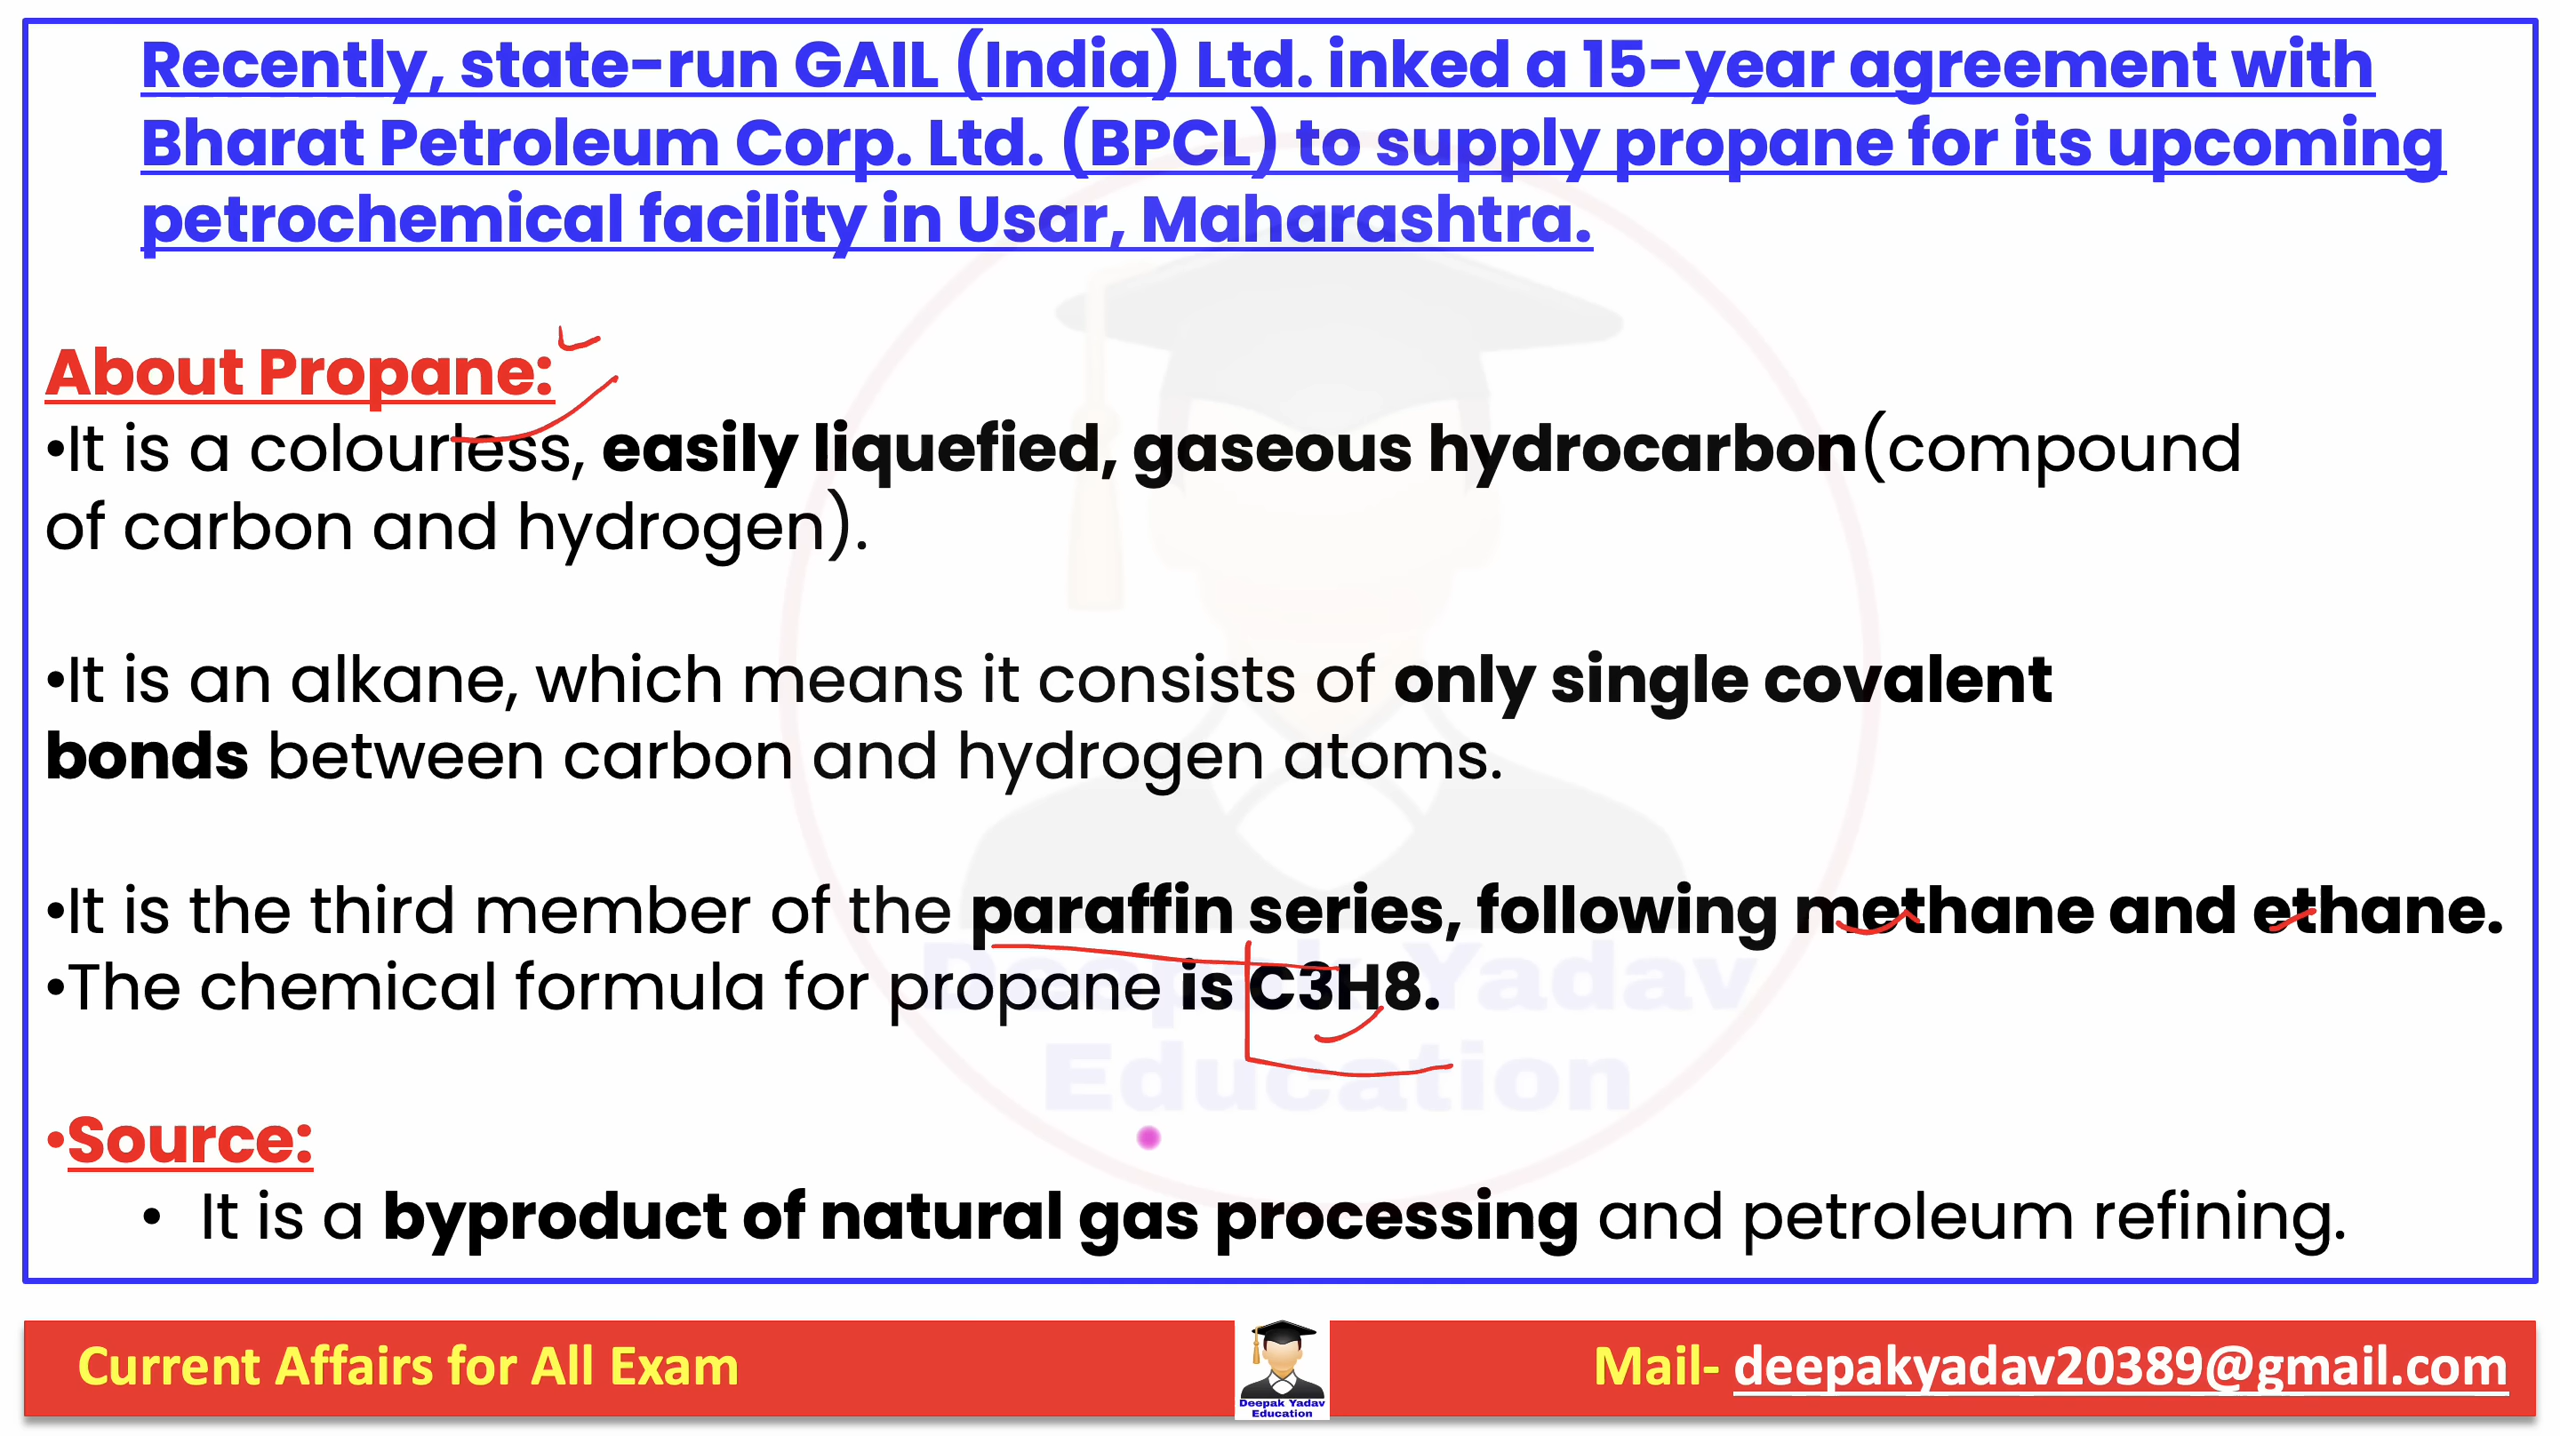 Recently, state-run GAIL (India) Ltd. inked a 15-year agreement with
Bharat Petroleum Corp. Ltd. (BPCL) to supply propane for its upcoming
petrochemical facility in Usar, Maharashtra.
About Propane:
•It is a colourless, easily liquefied, gaseous hydrocarbon(compound
of carbon and hydrogen).
•It is an alkane, which means it consists of only single covalent
bonds between carbon and hydrogen atoms.
•It is the third member of the paraffin series, following methane and ethane.
•The chemical formula for propane is C3H8.
Deepak Yadav
Education
•Source:
• It is a byproduct of natural gas processing and petroleum refining.
Current Affairs for All Exam
Deepak Yadav
Education
Mail- deepakyadav20389@gmail.com